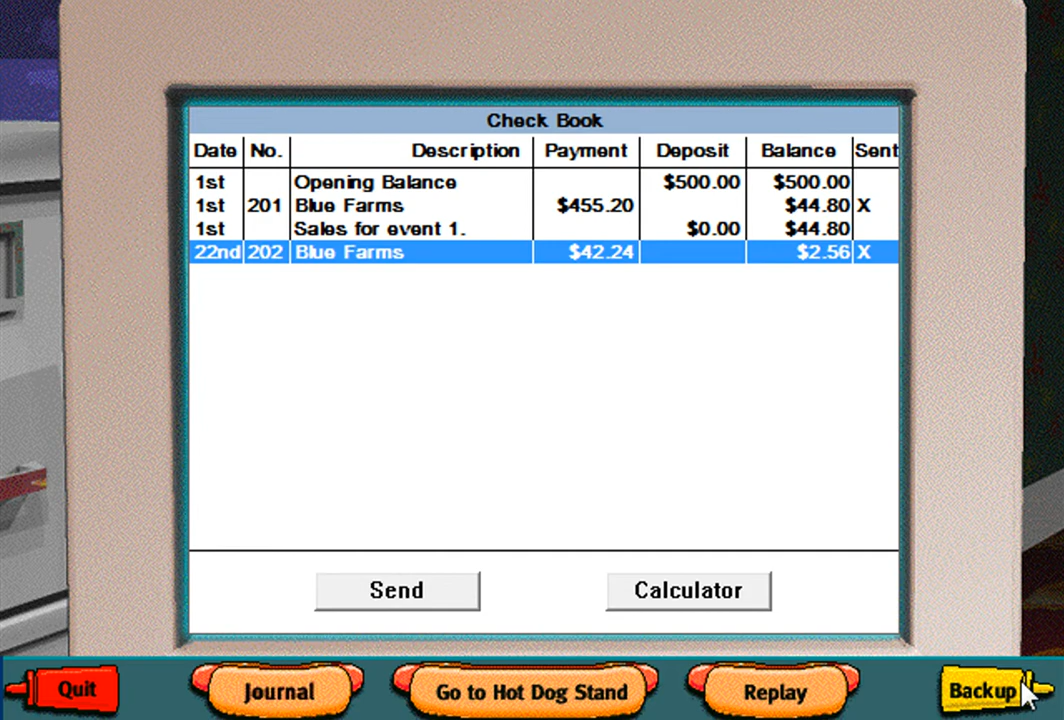 Check Book
Date No. Description Payment Deposit Balance Sent
1st Opening Balance $500.00 $500.00
1st 201 Blue Farms $455.20 $44.80 X
1st Sales for event 1. $0.00 $44.80
22nd 202 Blue Farms $42.24 $2.56 X
Send Calculator
Quit Journal Go to Hot Dog Stand Replay Backup